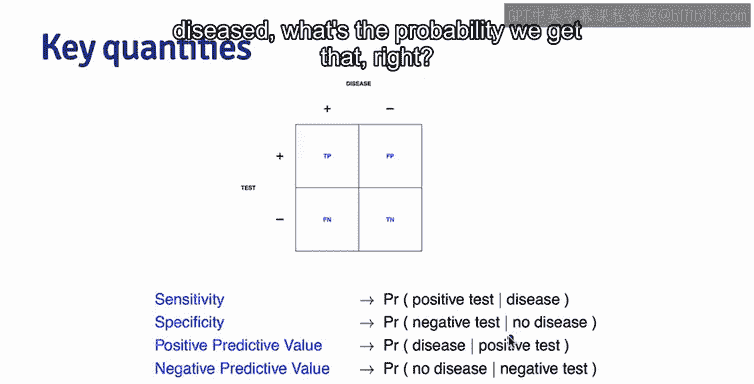 diseased, what's the probability we get
that, right?
Key quantities
DISEASE
+ −
+ TP FP
TEST
− FN TN
Sensitivity → Pr ( positive test | disease )
Specificity → Pr ( negative test | no disease )
Positive Predictive Value → Pr ( disease | positive test )
Negative Predictive Value → Pr ( no disease | negative test )